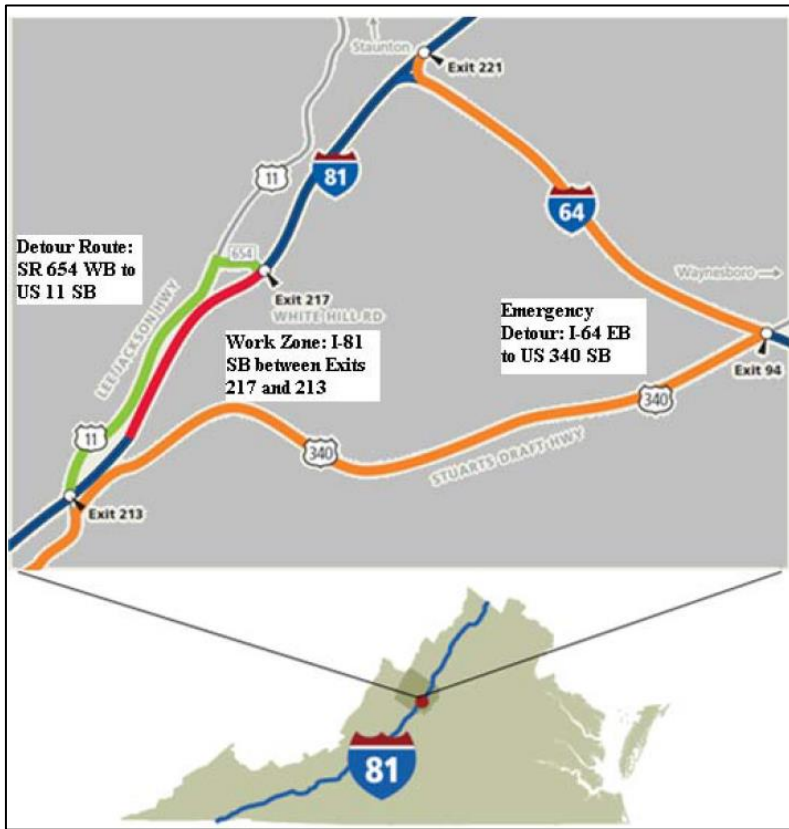 Staunton
Exit 221
11
81
64
Detour Route:
SR 654 WB to
US 11 SB
654
Waynesboro
Exit 217
WHITE HILL RD
LEE JACKSON HWY
Emergency
Detour: I-64 EB
to US 340 SB
Work Zone: I-81
SB between Exits
217 and 213
Exit 94
340
11
340
STUARTS DRAFT HWY
Exit 213
81